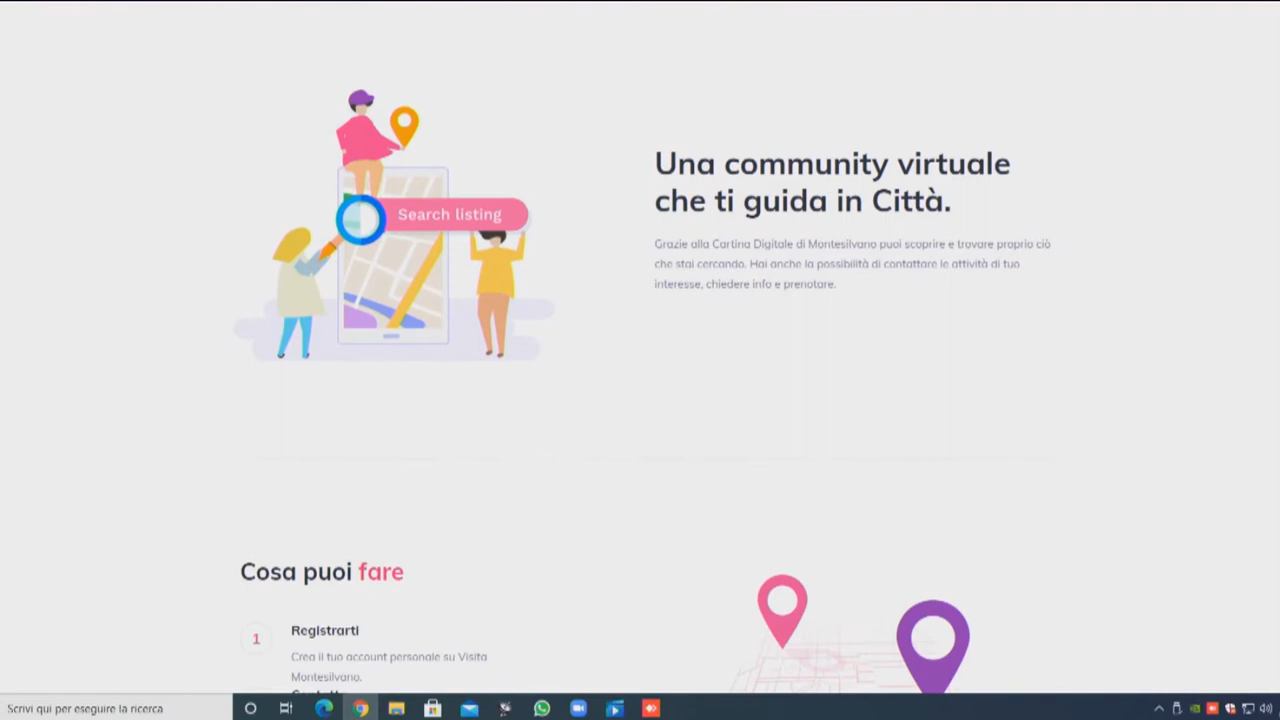 Search listing
Una community virtuale
che ti guida in Città.
Grazie alla Cartina Digitale di Montesilvano puoi scoprire e trovare proprio ciò
che stai cercando. Hai anche la possibilità di contattare le attività di tuo
interesse, chiedere info e prenotare.
Cosa puoi fare
1
Registrarti
Crea il tuo account personale su Visita
Montesilvano.
Scrivi qui per eseguire la ricerca